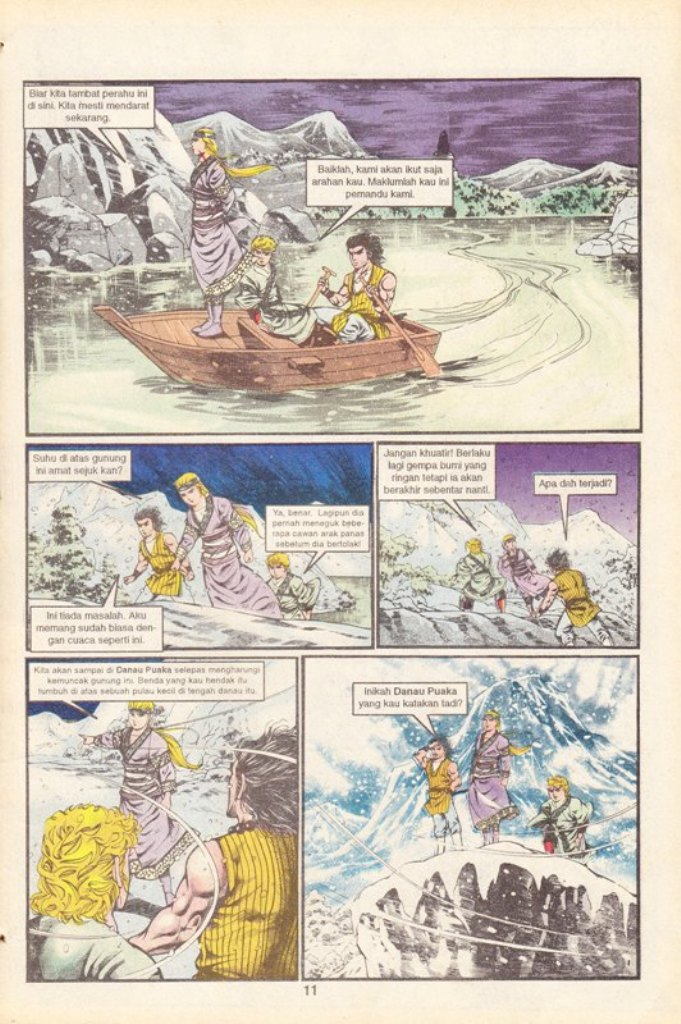 Biar kita tambat perahu ini
di sini. Kita mesti mendarat
sekarang.
Baiklah, kami akan ikut saja
arahan kau. Maklumlah kau ini
pemandu kami.
Suhu di atas gunung
ini amat sejuk kan?
Ya, benar. Lagipun dia
pernah meneguk bebe-
rapa cawan arak panas
sebelum dia bertolak!
Ini tiada masalah. Aku
memang sudah biasa den-
gan cuaca seperti ini.
Jangan khuatir! Berlaku
lagi gempa bumi yang
ringan tetapi ia akan
berakhir sebentar nanti.
Apa dah terjadi?
Kita akan sampai di Danau Puaka selepas mengharungi
kemuncak gunung ini. Benda yang kau hendak itu
tumbuh di atas sebuah pulau kecil di tengah danau itu.
Inikah Danau Puaka
yang kau katakan tadi?
11